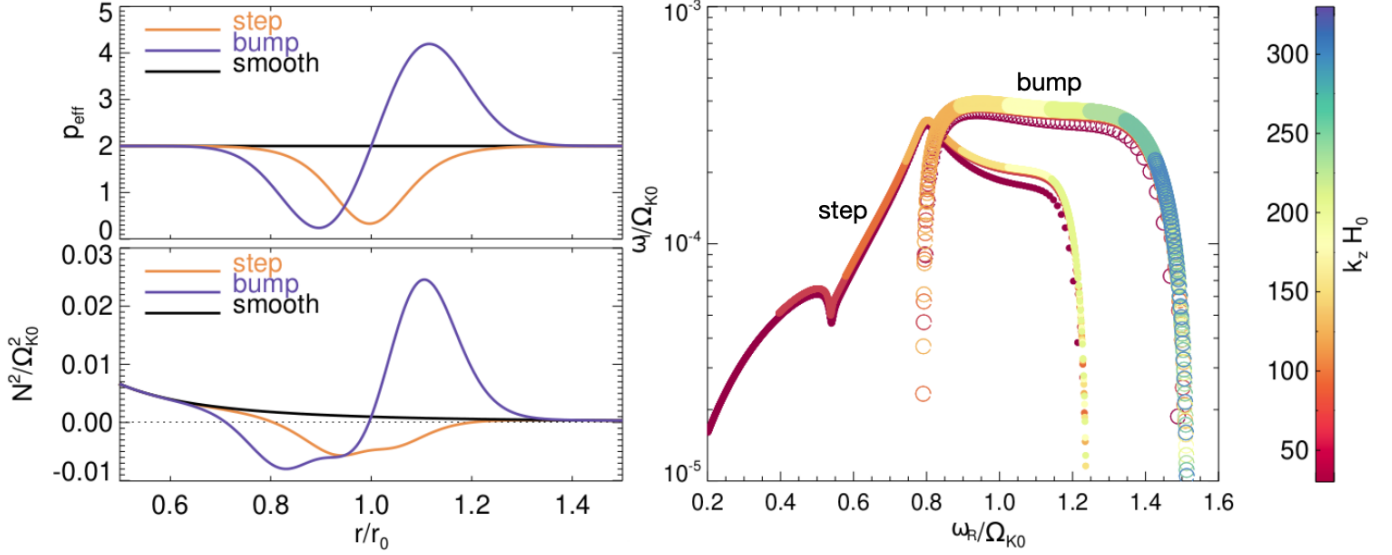 5
4
3
2
1
0
p_eff
step
bump
smooth
0.03
0.02
0.01
0.00
-0.01
N²/Ω²_K0
step
bump
smooth
0.6
0.8
1.0
1.2
1.4
r/r₀
10⁻³
10⁻⁴
10⁻⁵
ω_I/Ω_K0
bump
step
0.2
0.4
0.6
0.8
1.0
1.2
1.4
1.6
ω_R/Ω_K0
300
250
200
150
100
50
k_z H₀